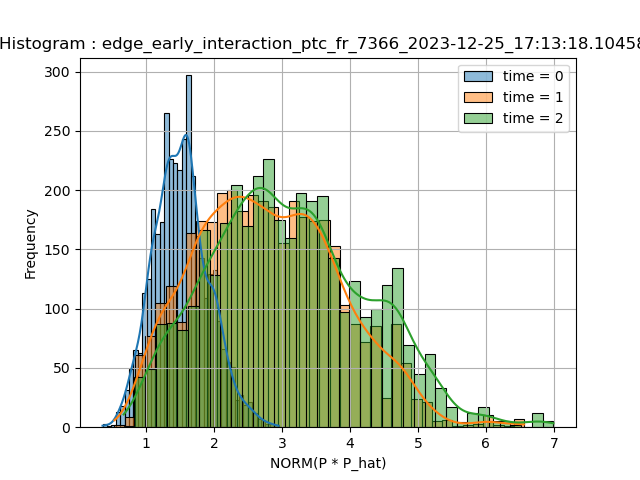 Histogram : edge_early_interaction_ptc_fr_7366_2023-12-25_17:13:18.10458
time = 0
time = 1
time = 2
300
250
200
150
100
50
0
Frequency
1 2 3 4 5 6 7
NORM(P * P_hat)